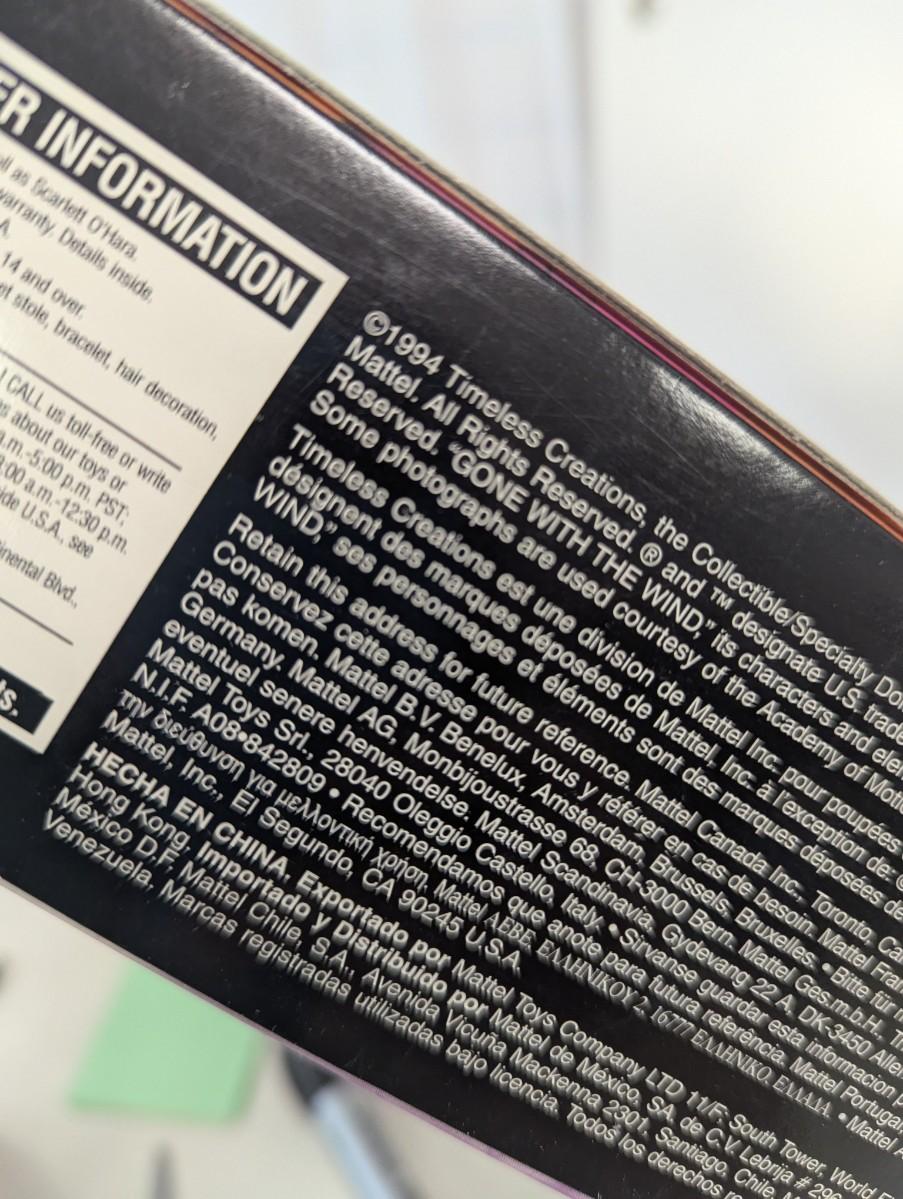 ER INFORMATION
ll as Scarlett O'Hara.
warranty. Details inside.
A.
14 and over.
et stole, bracelet, hair decoration,
I CALL us toll-free or write
s about our toys or
a.m.-5:00 p.m. PST;
:00 a.m.-12:30 p.m.
ide U.S.A., see
inental Blvd.,
ts.
©1994 Timeless Creations, the Collectible/Specialty Do
Mattel. All Rights Reserved. ® and ™ designate U.S. Trad
Reserved. "GONE WITH THE WIND," its characters and ele
Some photographs are used courtesy of the Academy of Moti
Timeless Creations est une division de Mattel Inc. pour poupées
désignent des marques déposées de Mattel, Inc. à l'exception de:
WIND," ses personnages et éléments sont des marques déposées de
Retain this address for future reference. Mattel Canada, Inc., Toronto,
Conservez cette adresse pour vous y référer en cas de besoin. Mattel Fran
pas komen. Mattel B.V. Benelux, Amsterdam, Brussels, Bruxelles. • Bitte für
Germany. Mattel AG, Monbijoustrasse 68, CH-3000 Bern. Mattel Ges.m.b.H.,
eventuel senere henvendelse. Mattel Scandinavia, Gydevang 22 A, DK-3450 Alle
Mattel Toys Srl., 28040 Oleggio Castello, Italy. • Sirvanse guardar esta informacion
N.I.F. A08•842809 • Recomendamos que anote para futura referência. Mattel Portugal
την διεύθυνση για μελλοντική χρήση. Mattel AEBE, ΕΛΛΗΝΙΚΟΥ 2, 16777 ΕΛΛΗΝΙΚΟ, ΕΛΛΑΔΑ. • Mattel A
Mattel, Inc., El Segundo, CA 90245 U.S.A.
HECHA EN CHINA. Exportado por Mattel Toys Company LTD 11/F. South Tower, World F
Hong Kong. Importado y Distribuido por Mattel de México, S.A. de C.V. Lebrija # 29
México D.F. Mattel Chile, S.A., Avenida Vicuña Mackenna 2301, Santiago, Chile.
Venezuela. Marcas registradas utilizadas bajo licencia. Todos los derechos